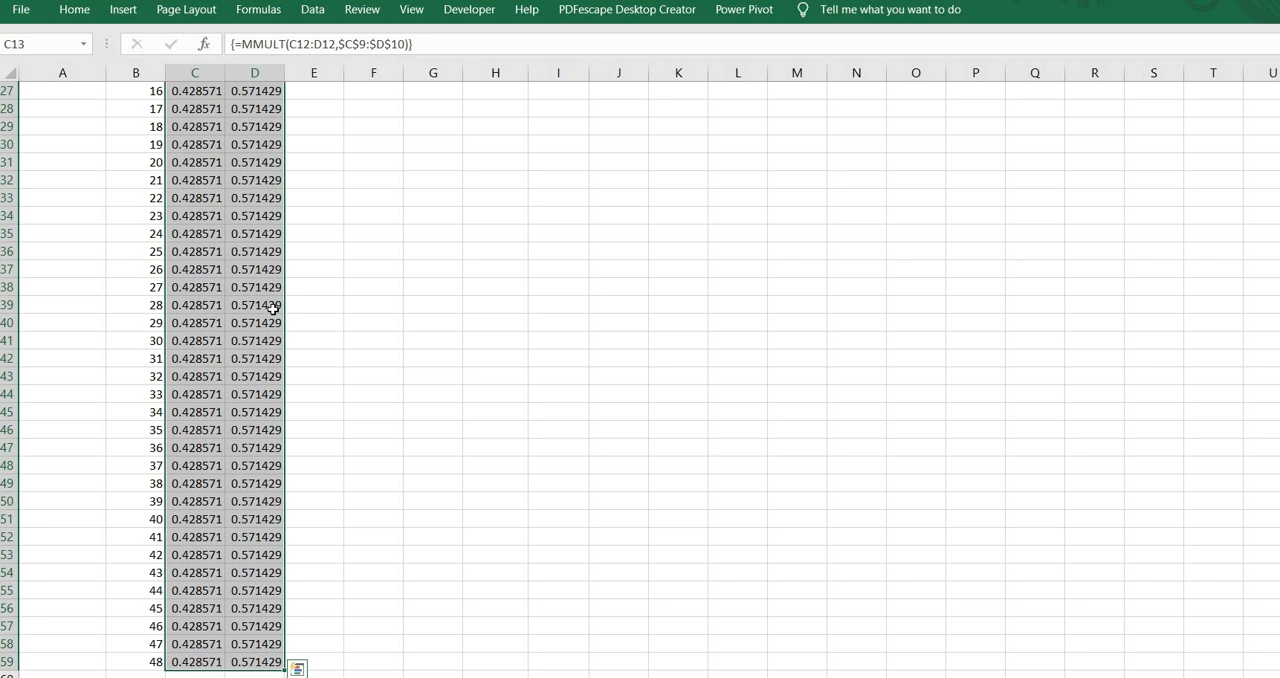 File Home Insert Page Layout Formulas Data Review View Developer Help PDFescape Desktop Creator Power Pivot Tell me what you want to do
C13 fx {=MMULT(C12:D12,$C$9:$D$10)}
A B C D E F G H I J K L M N O P Q R S T U
27 16 0.428571 0.571429
28 17 0.428571 0.571429
29 18 0.428571 0.571429
30 19 0.428571 0.571429
31 20 0.428571 0.571429
32 21 0.428571 0.571429
33 22 0.428571 0.571429
34 23 0.428571 0.571429
35 24 0.428571 0.571429
36 25 0.428571 0.571429
37 26 0.428571 0.571429
38 27 0.428571 0.571429
39 28 0.428571 0.571429
40 29 0.428571 0.571429
41 30 0.428571 0.571429
42 31 0.428571 0.571429
43 32 0.428571 0.571429
44 33 0.428571 0.571429
45 34 0.428571 0.571429
46 35 0.428571 0.571429
47 36 0.428571 0.571429
48 37 0.428571 0.571429
49 38 0.428571 0.571429
50 39 0.428571 0.571429
51 40 0.428571 0.571429
52 41 0.428571 0.571429
53 42 0.428571 0.571429
54 43 0.428571 0.571429
55 44 0.428571 0.571429
56 45 0.428571 0.571429
57 46 0.428571 0.571429
58 47 0.428571 0.571429
59 48 0.428571 0.571429